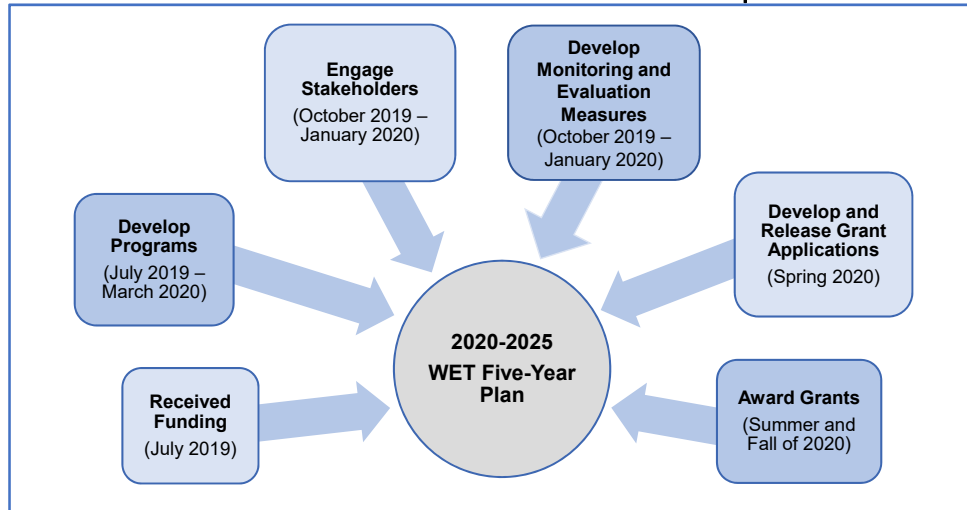 Received
Funding
(July 2019)
Develop
Programs
(July 2019 –
March 2020)
Engage
Stakeholders
(October 2019 –
January 2020)
Develop
Monitoring and
Evaluation
Measures
(October 2019 –
January 2020)
Develop and
Release Grant
Applications
(Spring 2020)
Award Grants
(Summer and
Fall of 2020)
2020-2025
WET Five-Year
Plan